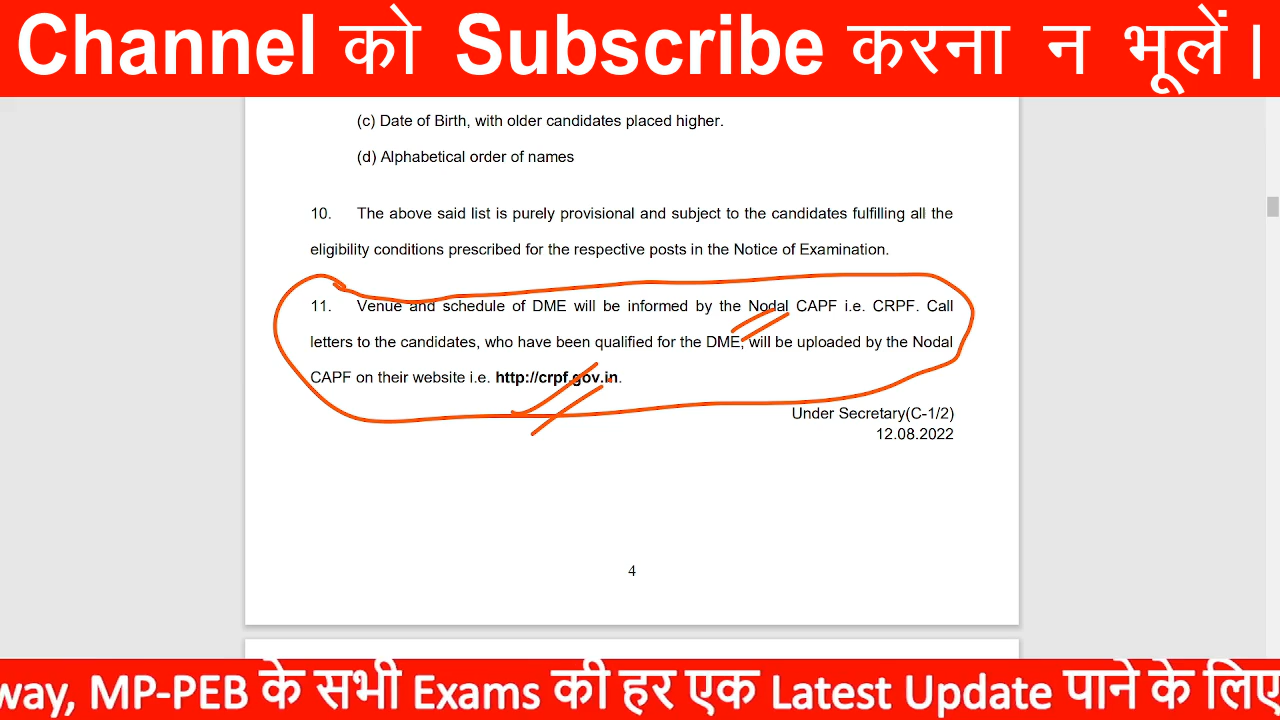 Channel को Subscribe करना न भूलें।
(c) Date of Birth, with older candidates placed higher.
(d) Alphabetical order of names
10. The above said list is purely provisional and subject to the candidates fulfilling all the
eligibility conditions prescribed for the respective posts in the Notice of Examination.
11. Venue and schedule of DME will be informed by the Nodal CAPF i.e. CRPF. Call
letters to the candidates, who have been qualified for the DME, will be uploaded by the Nodal
CAPF on their website i.e. http://crpf.gov.in.
Under Secretary(C-1/2)
12.08.2022
4
way, MP-PEB के सभी Exams की हर एक Latest Update पाने के लिए